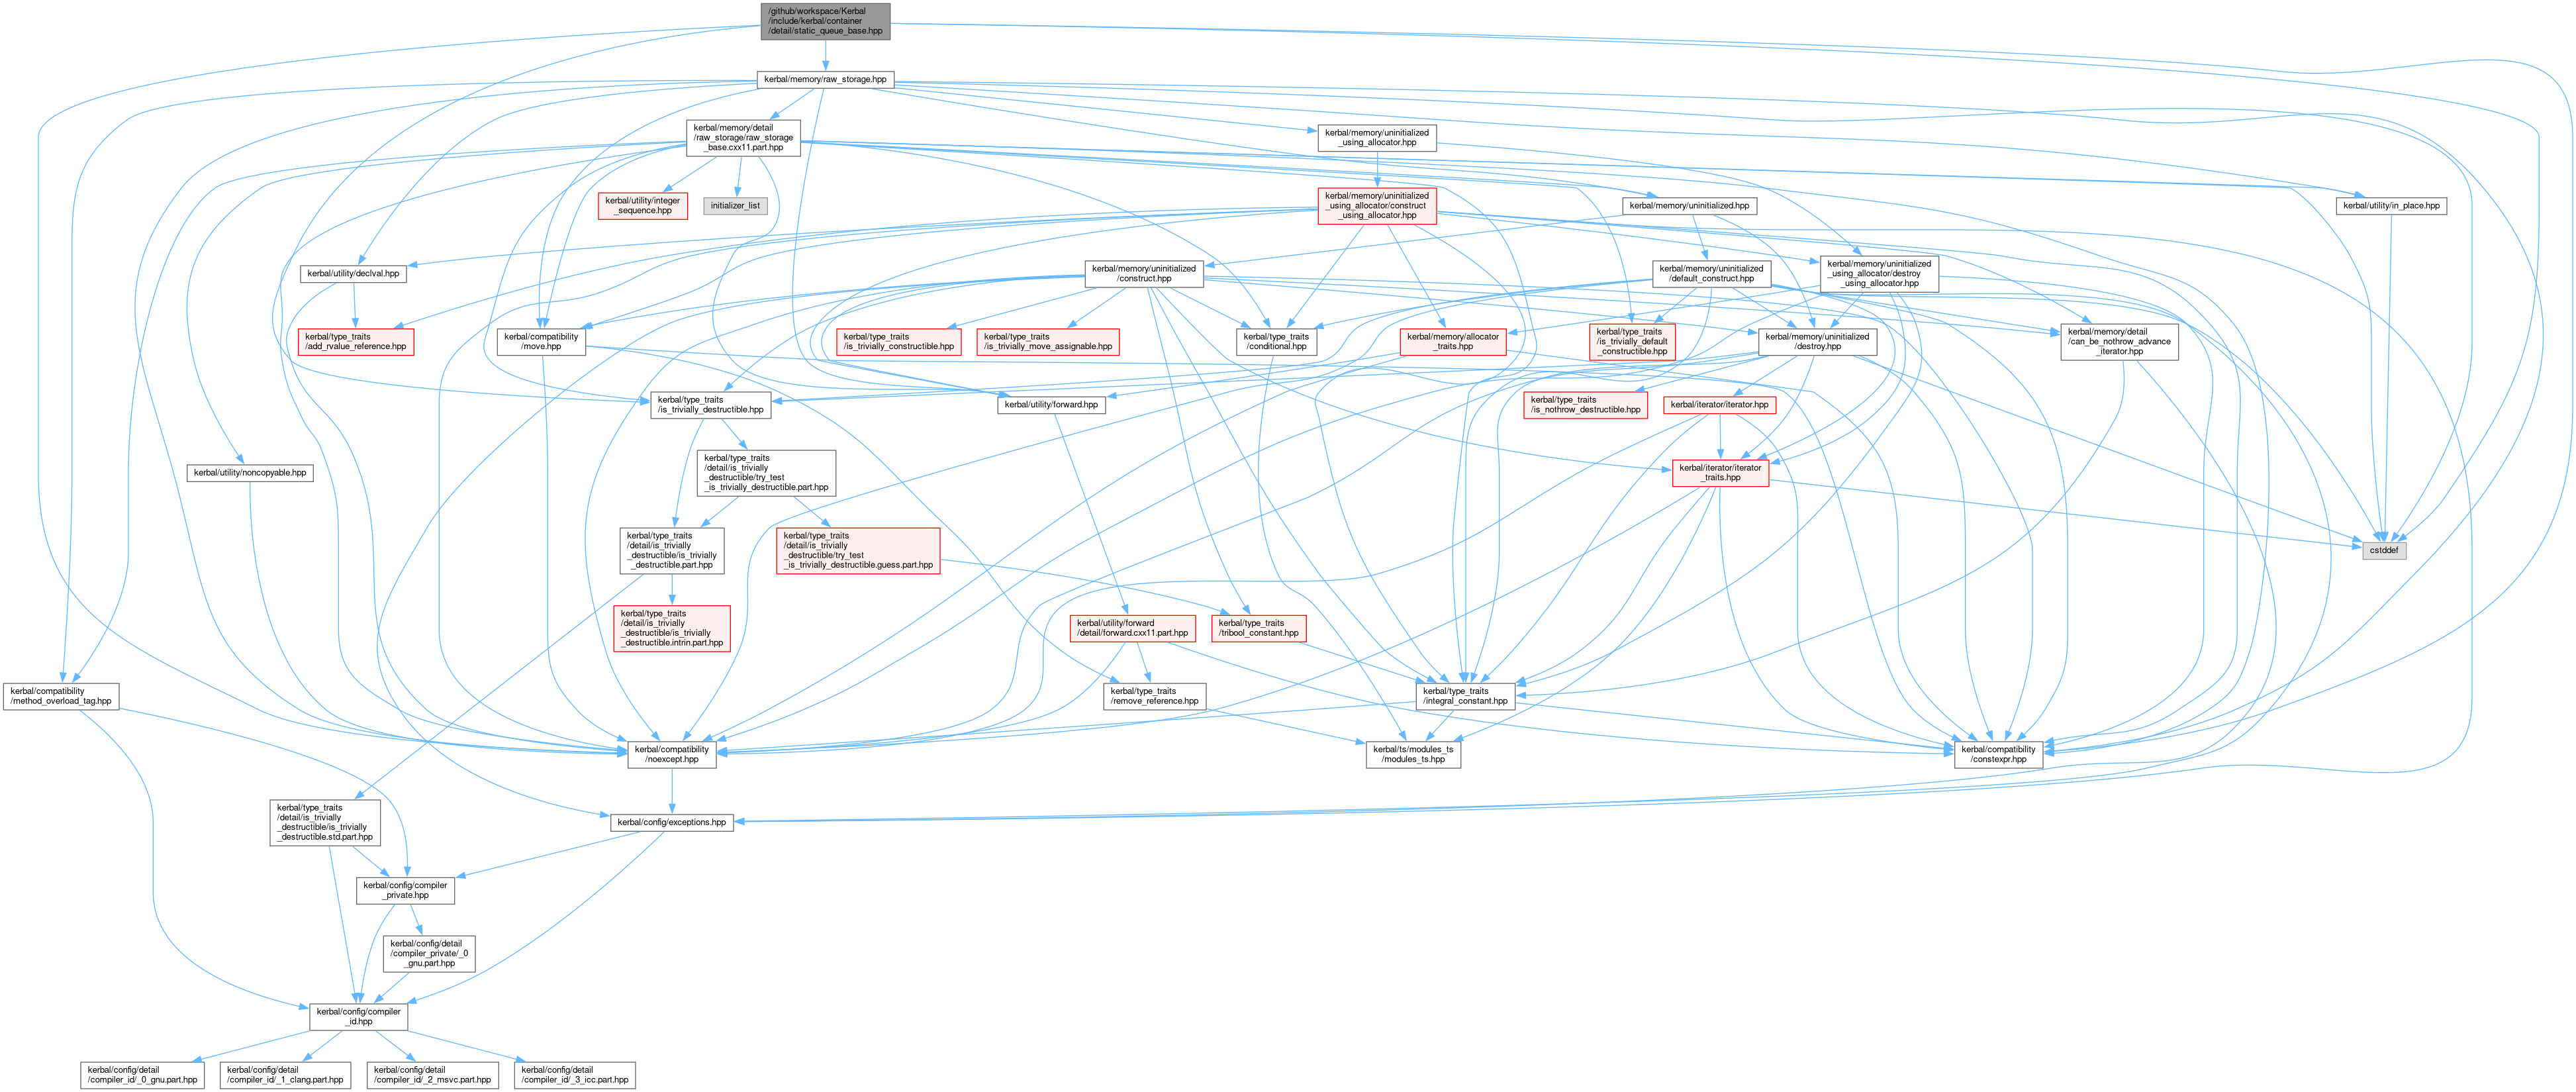 /github/workspace/Kerbal
/include/kerbal/container
/detail/static_queue_base.hpp
kerbal/memory/raw_storage.hpp
kerbal/memory/detail
/raw_storage/raw_storage
_base.cxx11.part.hpp
kerbal/memory/uninitialized
_using_allocator.hpp
kerbal/utility/integer
_sequence.hpp
initializer_list
kerbal/memory/uninitialized
_using_allocator/construct
_using_allocator.hpp
kerbal/memory/uninitialized.hpp
kerbal/utility/in_place.hpp
kerbal/utility/declval.hpp
kerbal/memory/uninitialized
/construct.hpp
kerbal/memory/uninitialized
/default_construct.hpp
kerbal/memory/uninitialized
_using_allocator/destroy
_using_allocator.hpp
kerbal/type_traits
/add_rvalue_reference.hpp
kerbal/compatibility
/move.hpp
kerbal/type_traits
/is_trivially_constructible.hpp
kerbal/type_traits
/is_trivially_move_assignable.hpp
kerbal/type_traits
/conditional.hpp
kerbal/memory/allocator
_traits.hpp
kerbal/type_traits
/is_trivially_default
_constructible.hpp
kerbal/memory/uninitialized
/destroy.hpp
kerbal/memory/detail
/can_be_nothrow_advance
_iterator.hpp
kerbal/type_traits
/is_trivially_destructible.hpp
kerbal/utility/forward.hpp
kerbal/type_traits
/is_nothrow_destructible.hpp
kerbal/iterator/iterator.hpp
kerbal/utility/noncopyable.hpp
kerbal/type_traits
/detail/is_trivially
_destructible/try_test
_is_trivially_destructible.part.hpp
kerbal/iterator/iterator
_traits.hpp
kerbal/type_traits
/detail/is_trivially
_destructible/is_trivially
_destructible.part.hpp
kerbal/type_traits
/detail/is_trivially
_destructible/try_test
_is_trivially_destructible.guess.part.hpp
cstddef
kerbal/type_traits
/detail/is_trivially
_destructible/is_trivially
_destructible.intrin.part.hpp
kerbal/utility/forward
/detail/forward.cxx11.part.hpp
kerbal/type_traits
/tribool_constant.hpp
kerbal/compatibility
/method_overload_tag.hpp
kerbal/type_traits
/remove_reference.hpp
kerbal/type_traits
/integral_constant.hpp
kerbal/compatibility
/noexcept.hpp
kerbal/ts/modules_ts
/modules_ts.hpp
kerbal/compatibility
/constexpr.hpp
kerbal/type_traits
/detail/is_trivially
_destructible/is_trivially
_destructible.std.part.hpp
kerbal/config/exceptions.hpp
kerbal/config/compiler
_private.hpp
kerbal/config/detail
/compiler_private/_0
_gnu.part.hpp
kerbal/config/compiler
_id.hpp
kerbal/config/detail
/compiler_id/_0_gnu.part.hpp
kerbal/config/detail
/compiler_id/_1_clang.part.hpp
kerbal/config/detail
/compiler_id/_2_msvc.part.hpp
kerbal/config/detail
/compiler_id/_3_icc.part.hpp